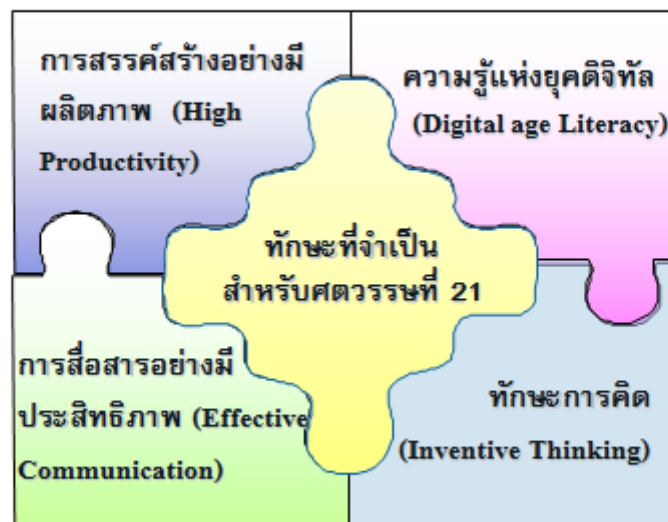 การสรรค์สร้างอย่างมี
ผลิตภาพ (High
Productivity)
ความรู้แห่งยุคดิจิทัล
(Digital age Literacy)
ทักษะที่จำเป็น
สำหรับศตวรรษที่ 21
การสื่อสารอย่างมี
ประสิทธิภาพ (Effective
Communication)
ทักษะการคิด
(Inventive Thinking)